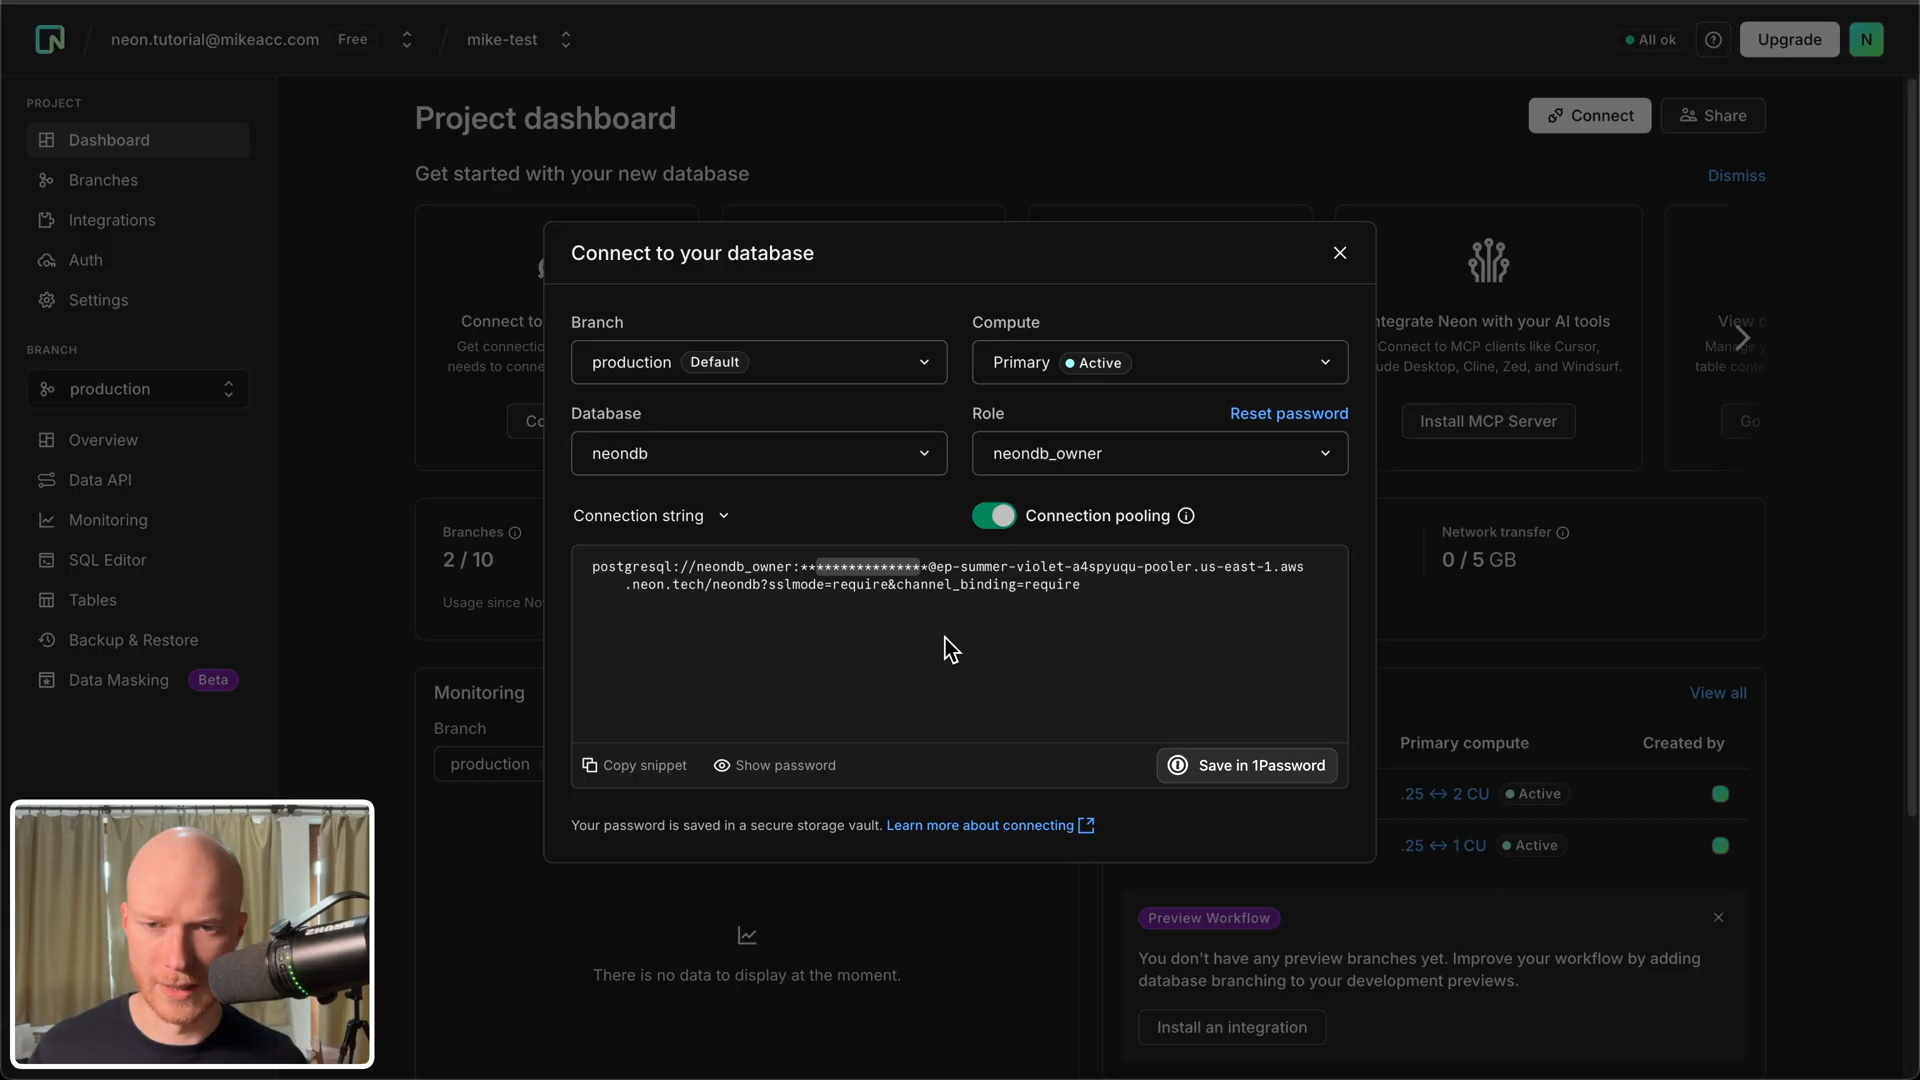 neon.tutorial@mikeacc.com Free
mike-test
All ok
Upgrade
N
PROJECT
Dashboard
Branches
Integrations
Auth
Settings
BRANCH
production
Overview
Data API
Monitoring
SQL Editor
Tables
Backup & Restore
Data Masking Beta
Project dashboard
Connect
Share
Get started with your new database
Dismiss
Connect to
Get connectio
needs to conne
Co
ntegrate Neon with your AI tools
Connect to MCP clients like Cursor,
ude Desktop, Cline, Zed, and Windsurf.
Install MCP Server
View d
Manage y
table conte
Go
Branches
2 / 10
Usage since No
Network transfer
0 / 5 GB
Monitoring
Branch
production
There is no data to display at the moment.
View all
Primary compute
Created by
.25 ↔ 2 CU Active
.25 ↔ 1 CU Active
Preview Workflow
You don't have any preview branches yet. Improve your workflow by adding
database branching to your development previews.
Install an integration
Connect to your database
Branch
production Default
Compute
Primary Active
Database
neondb
Role
Reset password
neondb_owner
Connection string
Connection pooling
postgresql://neondb_owner:****************@ep-summer-violet-a4spyuqu-pooler.us-east-1.aws
.neon.tech/neondb?sslmode=require&channel_binding=require
Copy snippet
Show password
Save in 1Password
Your password is saved in a secure storage vault. Learn more about connecting